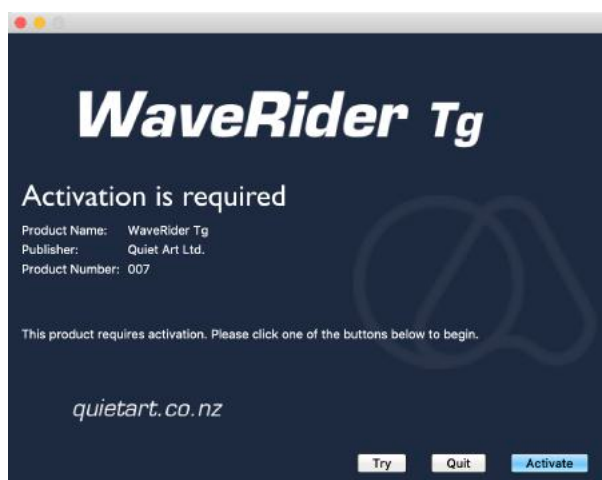 WaveRider Tg
Activation is required
Product Name: WaveRider Tg
Publisher: Quiet Art Ltd.
Product Number: 007
This product requires activation. Please click one of the buttons below to begin.
quietart.co.nz
Try Quit Activate